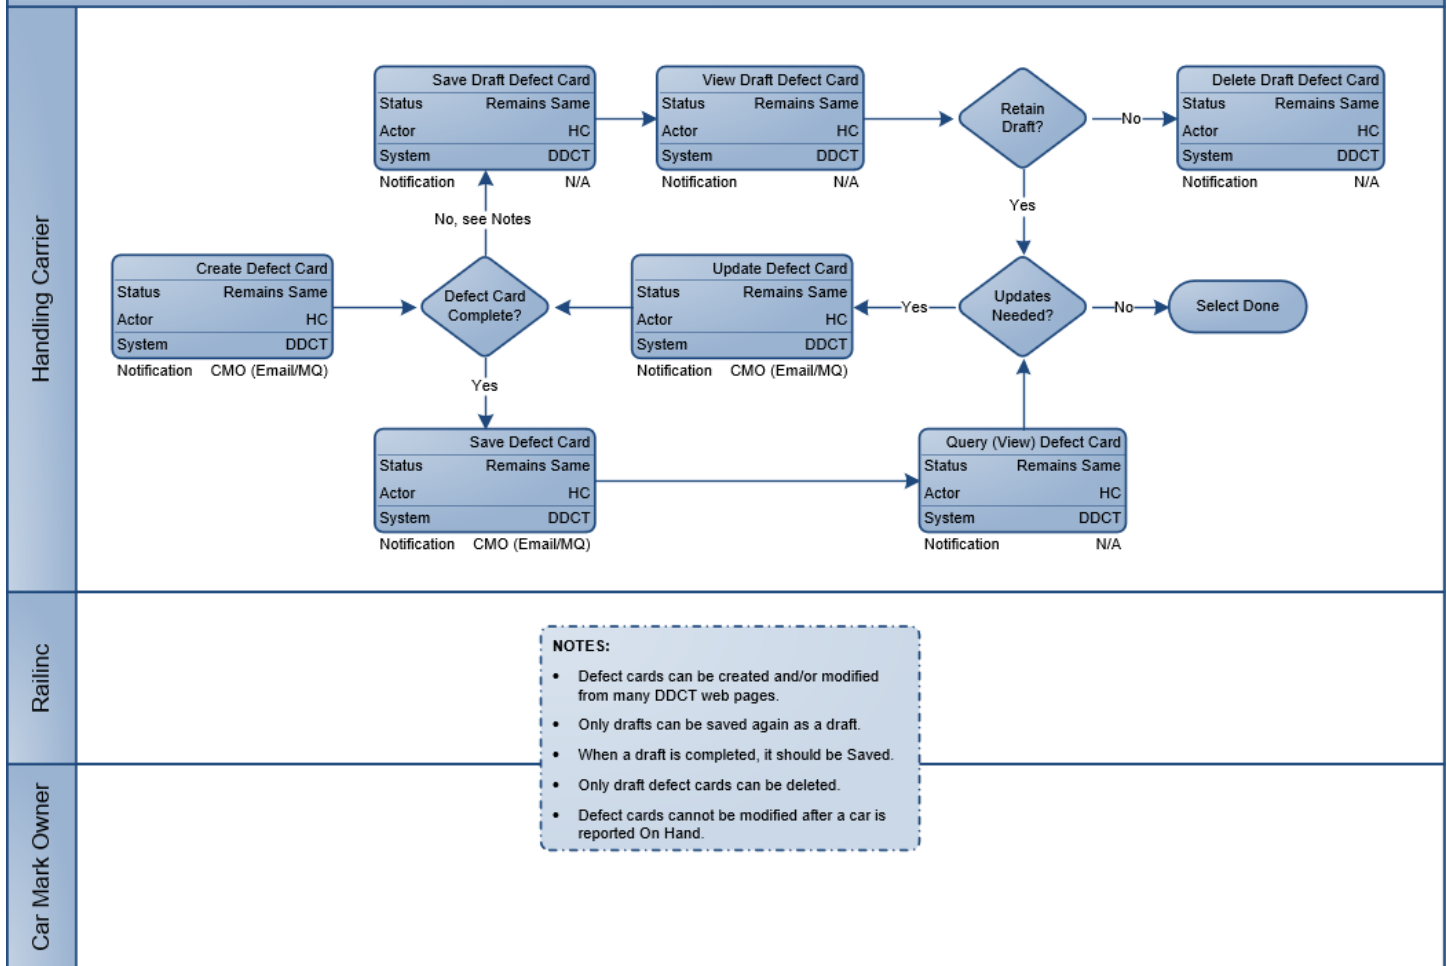 Handling Carrier
Save Draft Defect Card
Status Remains Same
Actor HC
System DDCT
Notification N/A
View Draft Defect Card
Status Remains Same
Actor HC
System DDCT
Notification N/A
Retain
Draft?
No
Delete Draft Defect Card
Status Remains Same
Actor HC
System DDCT
Notification N/A
No, see Notes
Yes
Create Defect Card
Status Remains Same
Actor HC
System DDCT
Notification CMO (Email/MQ)
Defect Card
Complete?
Update Defect Card
Status Remains Same
Actor HC
System DDCT
Notification CMO (Email/MQ)
Yes
Updates
Needed?
No
Select Done
Yes
Save Defect Card
Status Remains Same
Actor HC
System DDCT
Notification CMO (Email/MQ)
Query (View) Defect Card
Status Remains Same
Actor HC
System DDCT
Notification N/A
Railinc
NOTES:
• Defect cards can be created and/or modified
from many DDCT web pages.
• Only drafts can be saved again as a draft.
• When a draft is completed, it should be Saved.
• Only draft defect cards can be deleted.
• Defect cards cannot be modified after a car is
reported On Hand.
Car Mark Owner